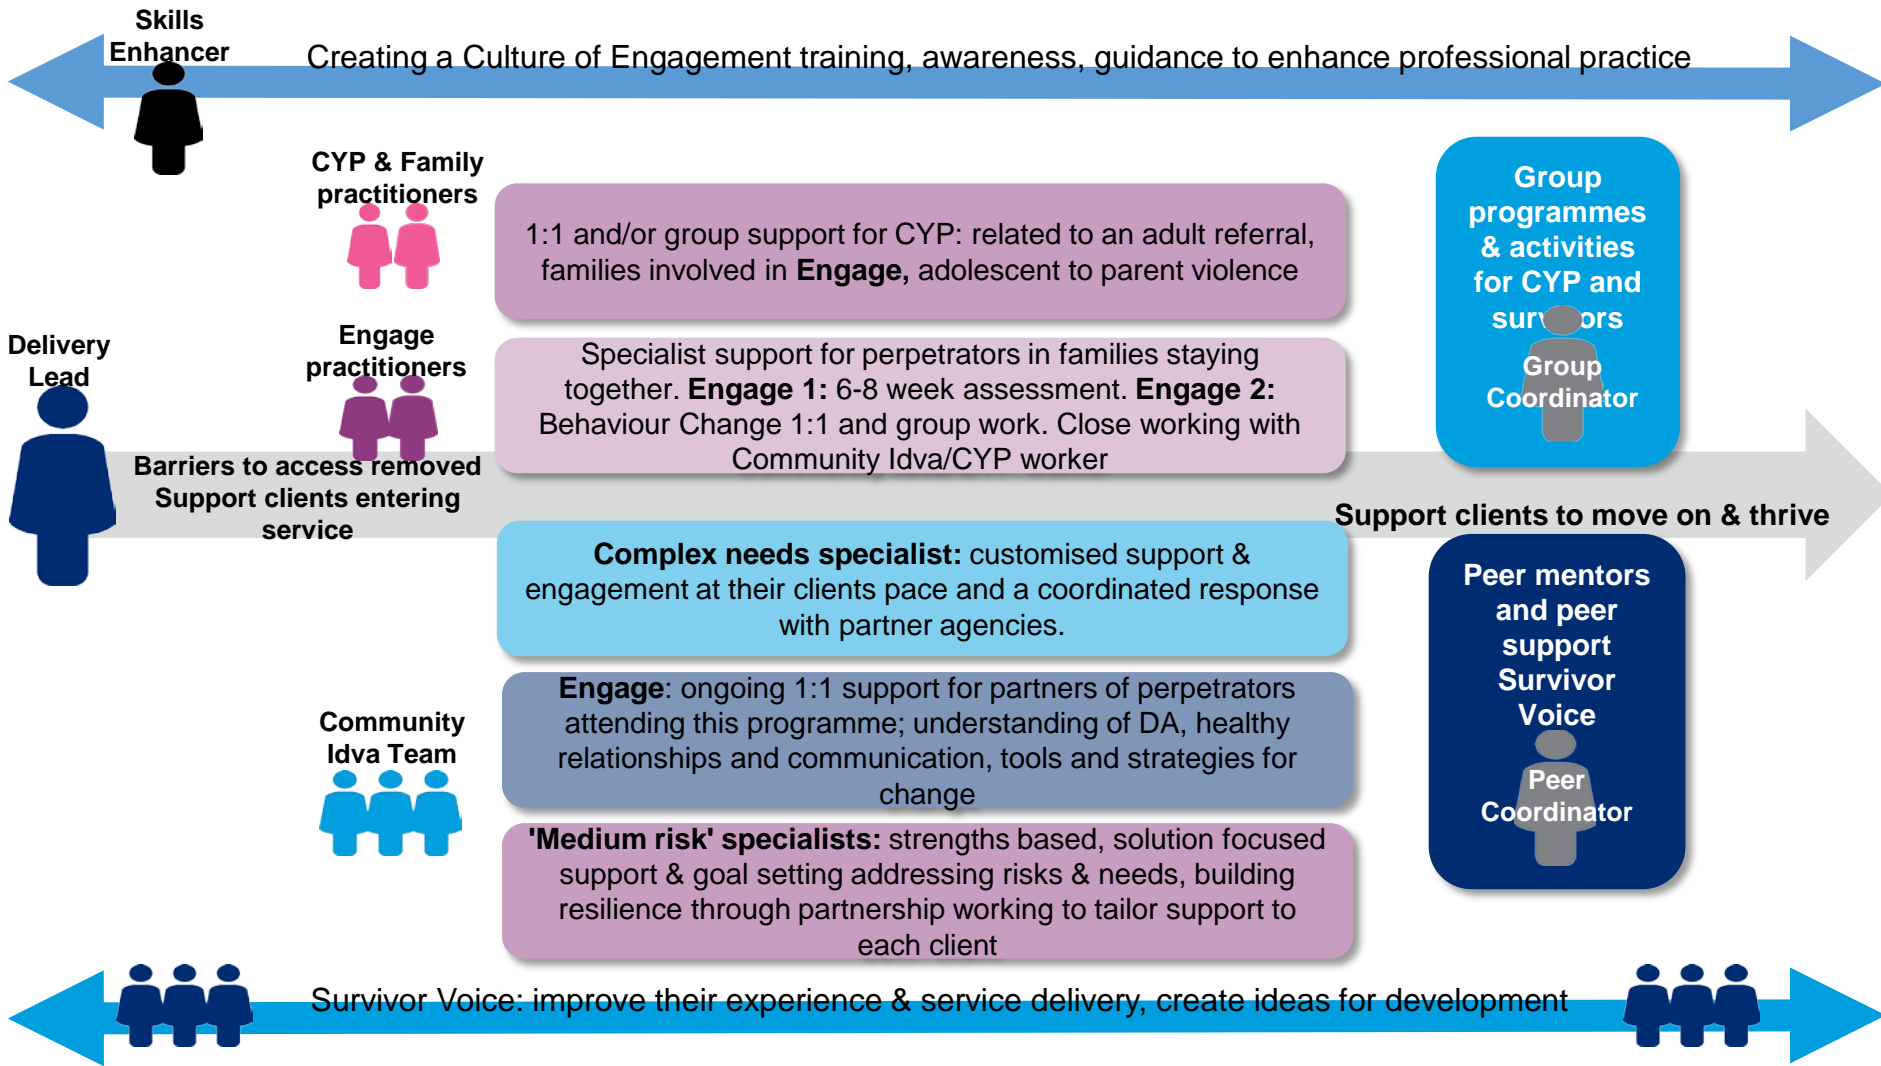 Skills
Enhancer
Creating a Culture of Engagement training, awareness, guidance to enhance professional practice
CYP & Family
practitioners
1:1 and/or group support for CYP: related to an adult referral,
families involved in Engage, adolescent to parent violence
Group
programmes
& activities
for CYP and
survivors
Group
Coordinator
Delivery
Lead
Engage
practitioners
Specialist support for perpetrators in families staying
together. Engage 1: 6-8 week assessment. Engage 2:
Behaviour Change 1:1 and group work. Close working with
Community Idva/CYP worker
Barriers to access removed
Support clients entering
service
Support clients to move on & thrive
Complex needs specialist: customised support &
engagement at their clients pace and a coordinated response
with partner agencies.
Peer mentors
and peer
support
Survivor
Voice
Peer
Coordinator
Community
Idva Team
Engage: ongoing 1:1 support for partners of perpetrators
attending this programme; understanding of DA, healthy
relationships and communication, tools and strategies for
change
'Medium risk' specialists: strengths based, solution focused
support & goal setting addressing risks & needs, building
resilience through partnership working to tailor support to
each client
Survivor Voice: improve their experience & service delivery, create ideas for development